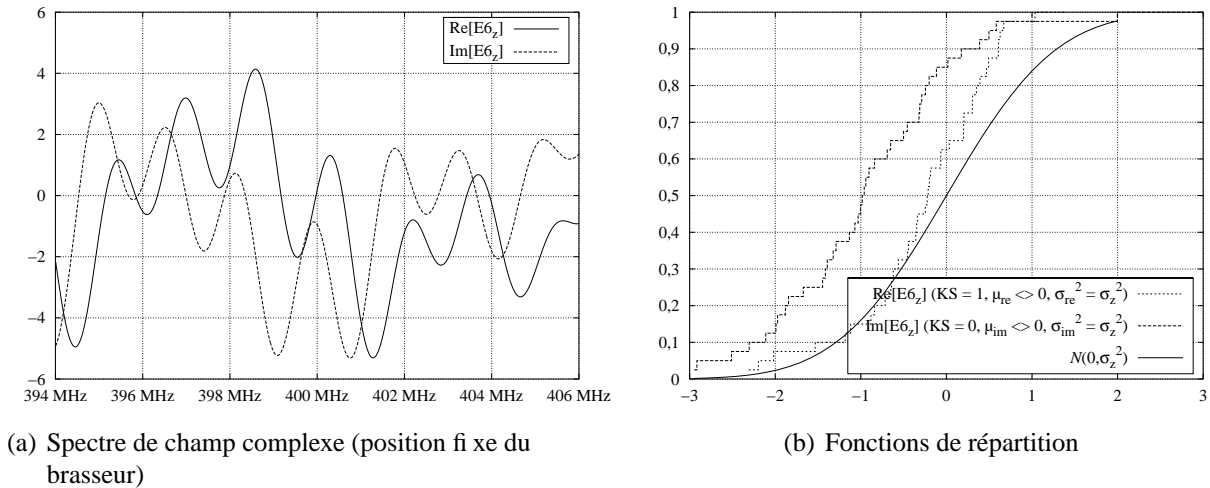 6
4
2
0
−2
−4
−6
394 MHz 396 MHz 398 MHz 400 MHz 402 MHz 404 MHz 406 MHz
Re[E6z]
Im[E6z]
(a) Spectre de champ complexe (position fi xe du
brasseur)
1
0,9
0,8
0,7
0,6
0,5
0,4
0,3
0,2
0,1
0
−3 −2 −1 0 1 2 3
Re[E6z] (KS = 1, μre <> 0, σre² = σz²)
Im[E6z] (KS = 0, μim <> 0, σim² = σz²)
N(0,σz²)
(b) Fonctions de répartition